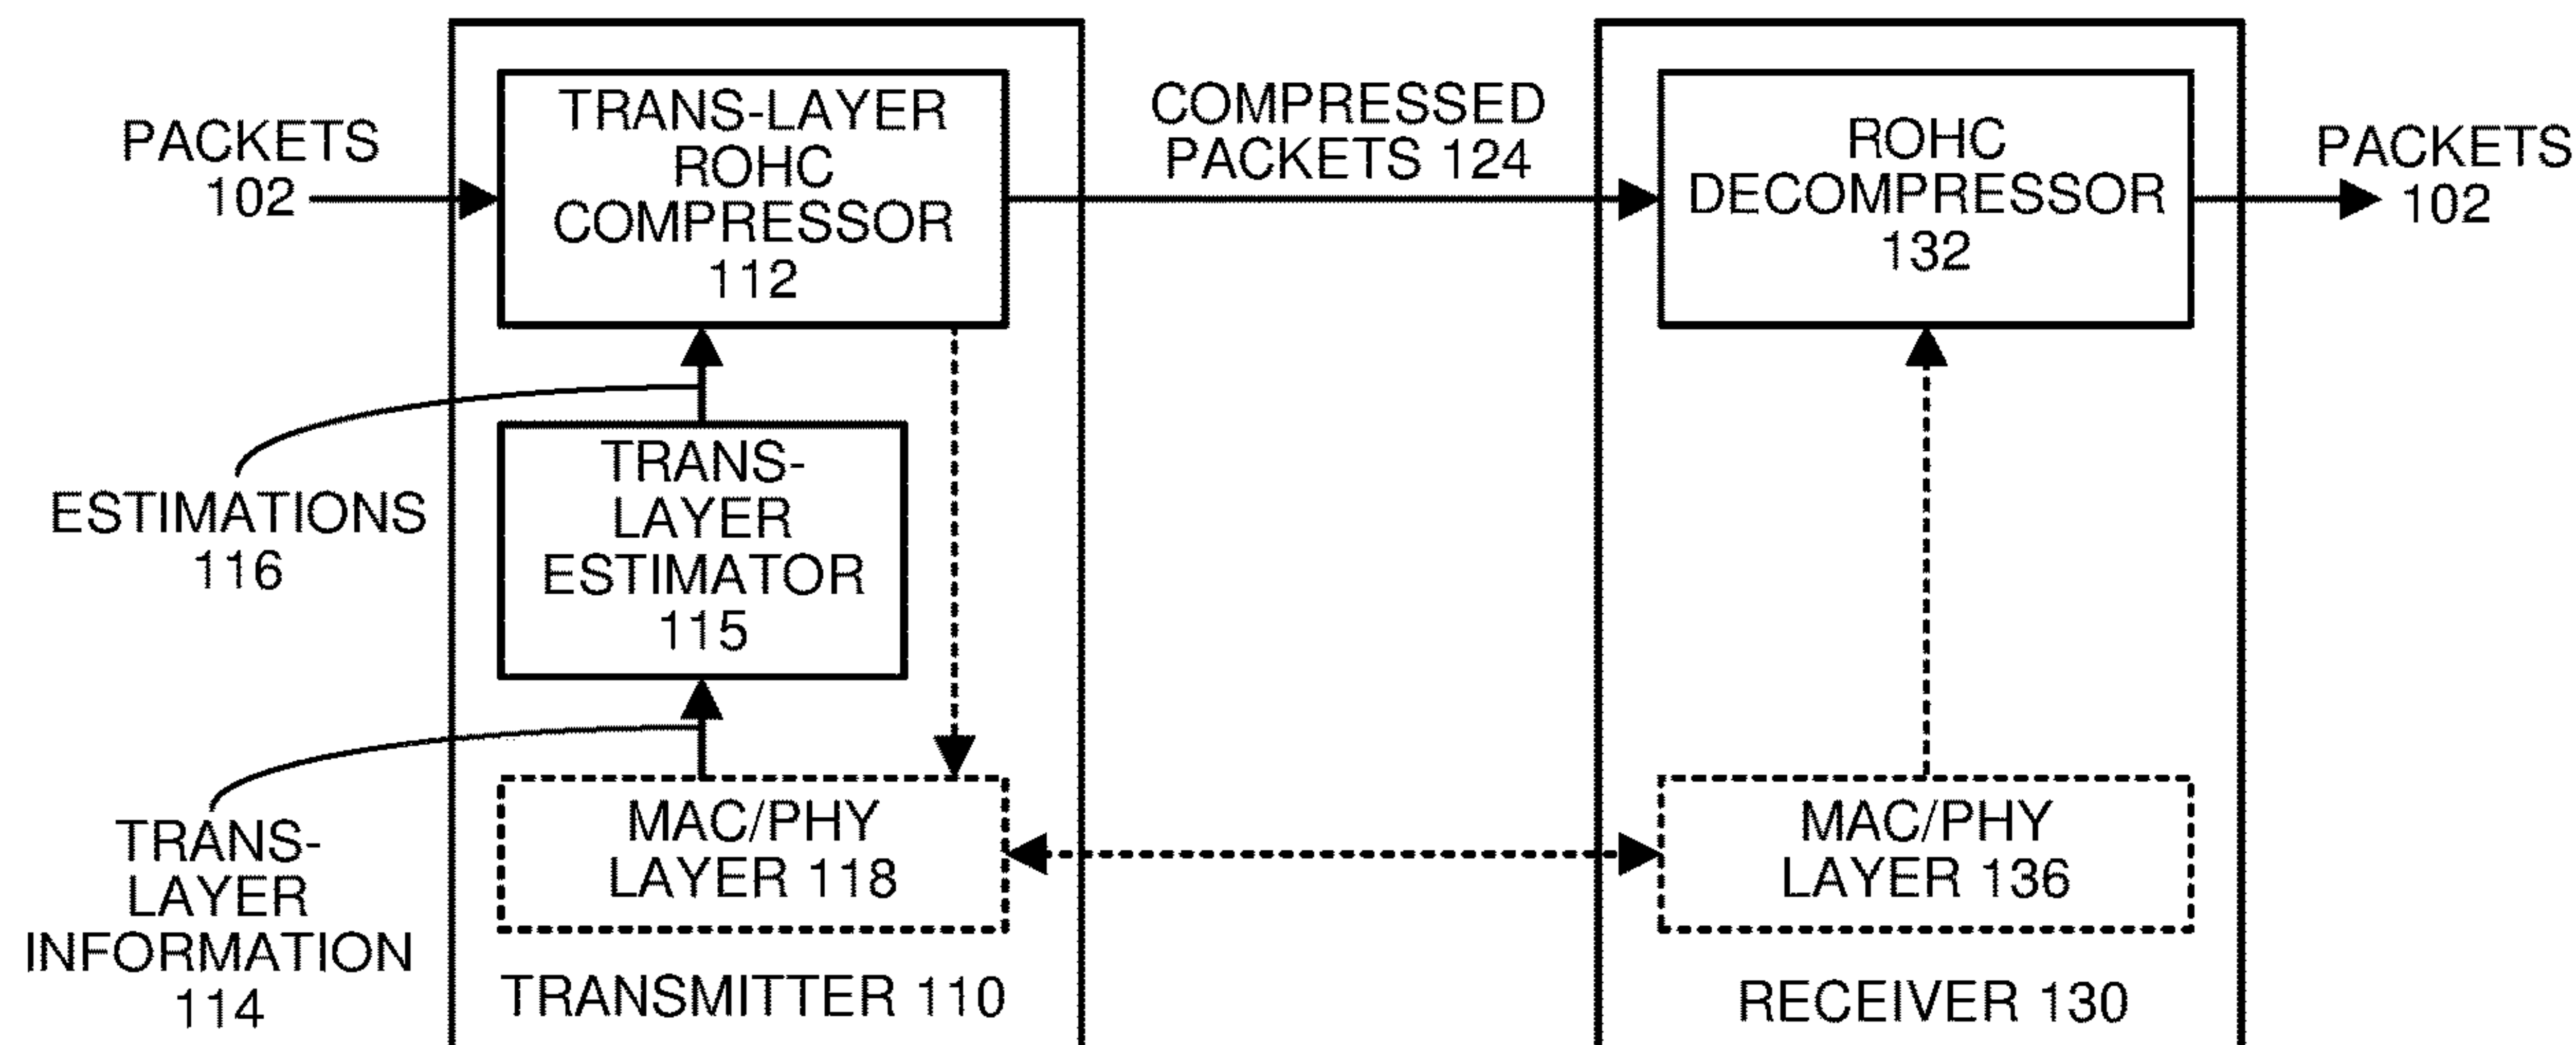 PACKETS
102
TRANS-LAYER
ROHC
COMPRESSOR
112
COMPRESSED
PACKETS 124
ROHC
DECOMPRESSOR
132
PACKETS
102
ESTIMATIONS
116
TRANS-
LAYER
ESTIMATOR
115
TRANS-
LAYER
INFORMATION
114
MAC/PHY
LAYER 118
MAC/PHY
LAYER 136
TRANSMITTER 110
RECEIVER 130